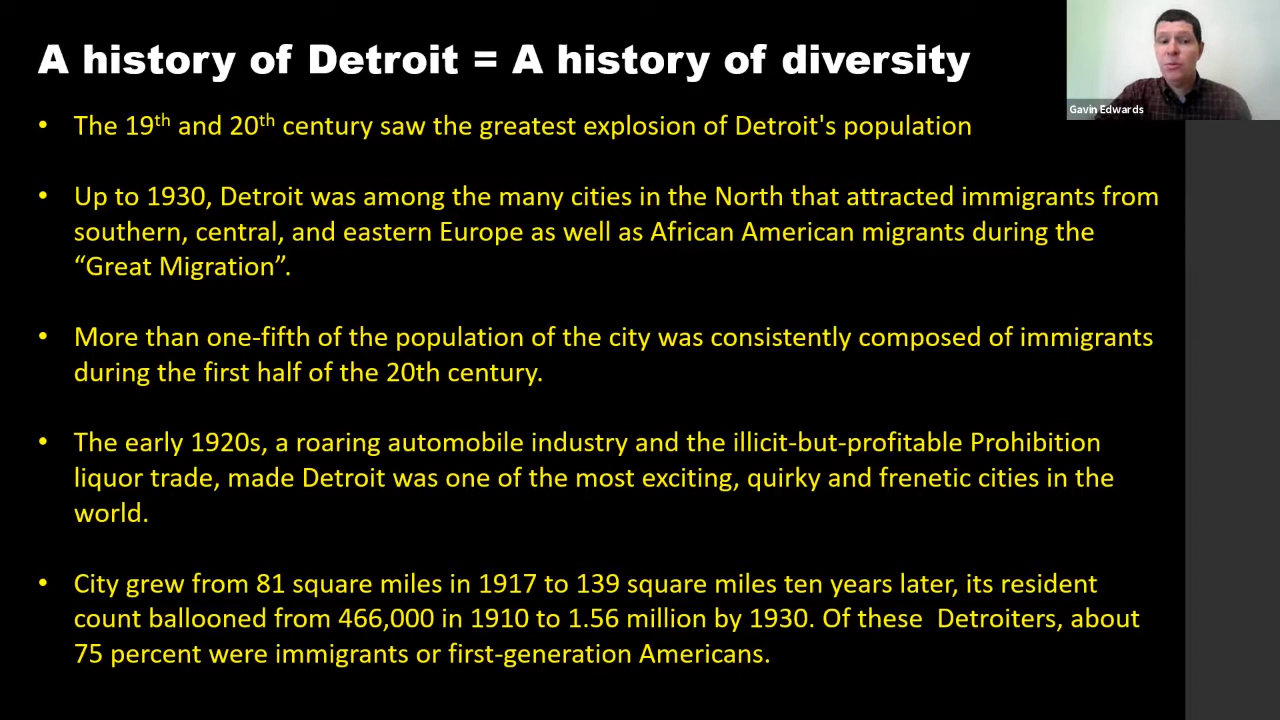 A history of Detroit = A history of diversity
Gavin Edwards
• The 19th and 20th century saw the greatest explosion of Detroit's population
• Up to 1930, Detroit was among the many cities in the North that attracted immigrants from
southern, central, and eastern Europe as well as African American migrants during the
“Great Migration”.
• More than one-fifth of the population of the city was consistently composed of immigrants
during the first half of the 20th century.
• The early 1920s, a roaring automobile industry and the illicit-but-profitable Prohibition
liquor trade, made Detroit was one of the most exciting, quirky and frenetic cities in the
world.
• City grew from 81 square miles in 1917 to 139 square miles ten years later, its resident
count ballooned from 466,000 in 1910 to 1.56 million by 1930. Of these  Detroiters, about
75 percent were immigrants or first-generation Americans.